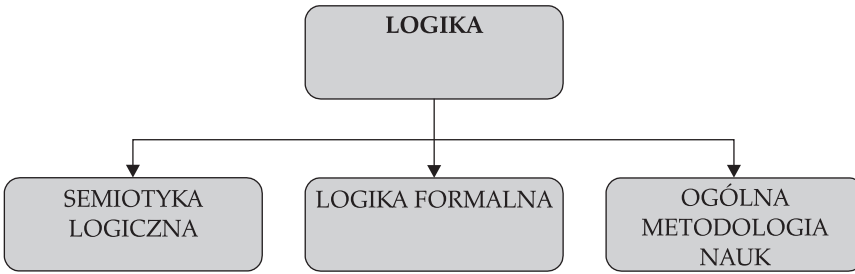 LOGIKA
SEMIOTYKA
LOGICZNA
LOGIKA FORMALNA
OGÓLNA
METODOLOGIA
NAUK